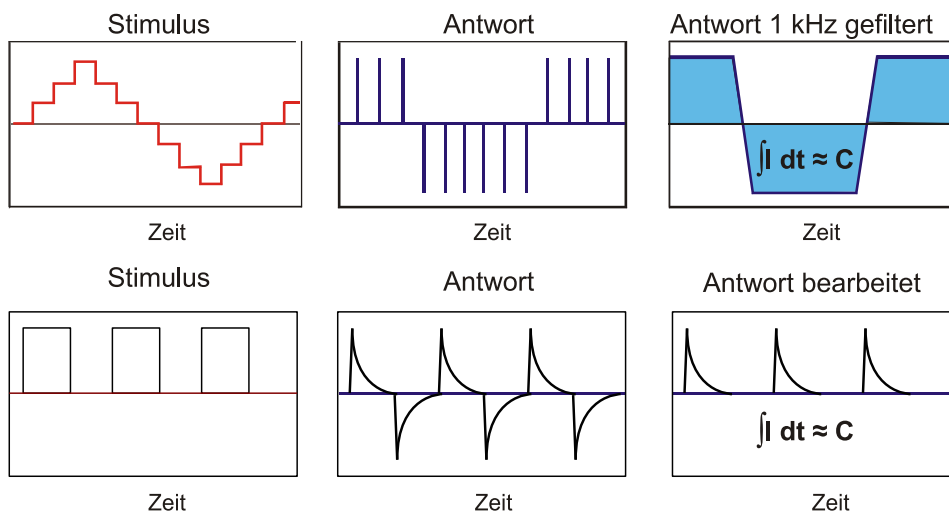 Stimulus
Antwort
Antwort 1 kHz gefiltert
∫I dt ≈ C
Zeit
Zeit
Zeit
Stimulus
Antwort
Antwort bearbeitet
∫I dt ≈ C
Zeit
Zeit
Zeit